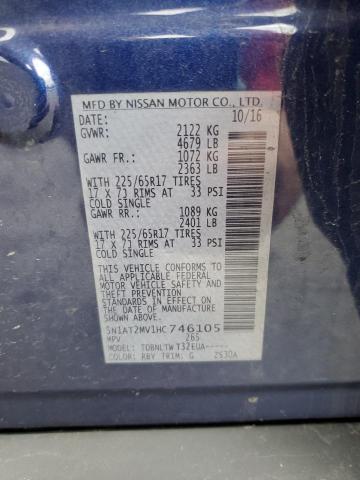 MFD BY NISSAN MOTOR CO., LTD.
DATE: 10/16
GVWR: 2122 KG
4679 LB
GAWR FR.: 1072 KG
2363 LB
WITH 225/65R17 TIRES
17 X 7J RIMS AT 33 PSI
COLD SINGLE
GAWR RR.: 1089 KG
2401 LB
WITH 225/65R17 TIRES
17 X 7J RIMS AT 33 PSI
COLD SINGLE
THIS VEHICLE CONFORMS TO ALL
APPLICABLE FEDERAL MOTOR VEHICLE SAFETY
STANDARDS IN EFFECT ON THE DATE
OF MANUFACTURE SHOWN ABOVE.
5N1AT2MV1HC746105
MPV 265
MODEL: TDBNLTW T32EUA-----
COLOR: RBY TRIM: G 2530A